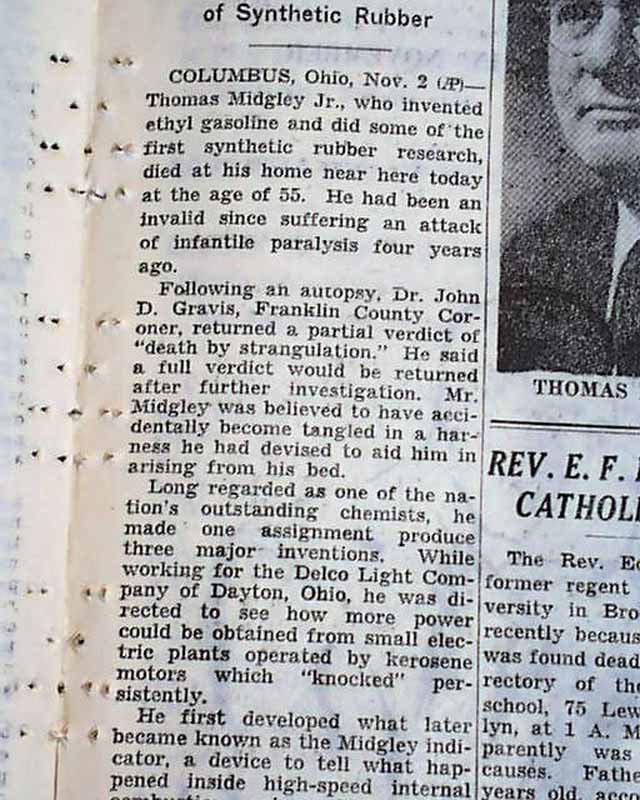 of Synthetic Rubber
COLUMBUS, Ohio, Nov. 2 (AP)—
Thomas Midgley Jr., who invented
ethyl gasoline and did some of the
first synthetic rubber research,
died at his home near here today
at the age of 55. He had been an
invalid since suffering an attack
of infantile paralysis four years
ago.
Following an autopsy, Dr. John
D. Gravis, Franklin County Cor-
oner, returned a partial verdict of
"death by strangulation." He said
a full verdict would be returned
after further investigation. Mr.
Midgley was believed to have acci-
dentally become tangled in a har-
ness he had devised to aid him in
arising from his bed.
Long regarded as one of the na-
tion's outstanding chemists, he
made one assignment produce
three major inventions. While
working for the Delco Light Com-
pany of Dayton, Ohio, he was di-
rected to see how more power
could be obtained from small elec-
tric plants operated by kerosene
motors which "knocked" per-
sistently.
He first developed what later
became known as the Midgley indi-
cator, a device to tell what hap-
pened inside high-speed internal
THOMAS
REV. E. F.
CATHOL
The Rev.
former regent
versity in Bro
recently becaus
was found dead
rectory of the
school, 75 Lew
lyn, at 1 A. M
parently was
causes. Fathe
years old, acco